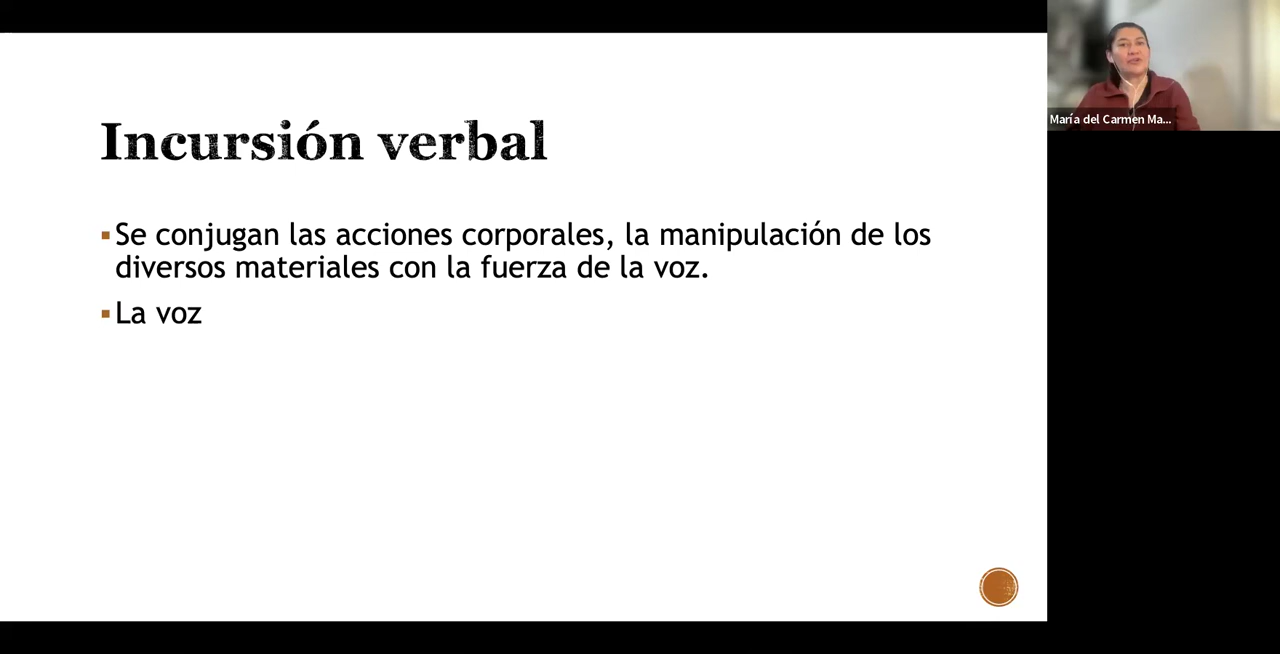 Incursión verbal
Se conjugan las acciones corporales, la manipulación de los
diversos materiales con la fuerza de la voz.
La voz
María del Carmen Ma...